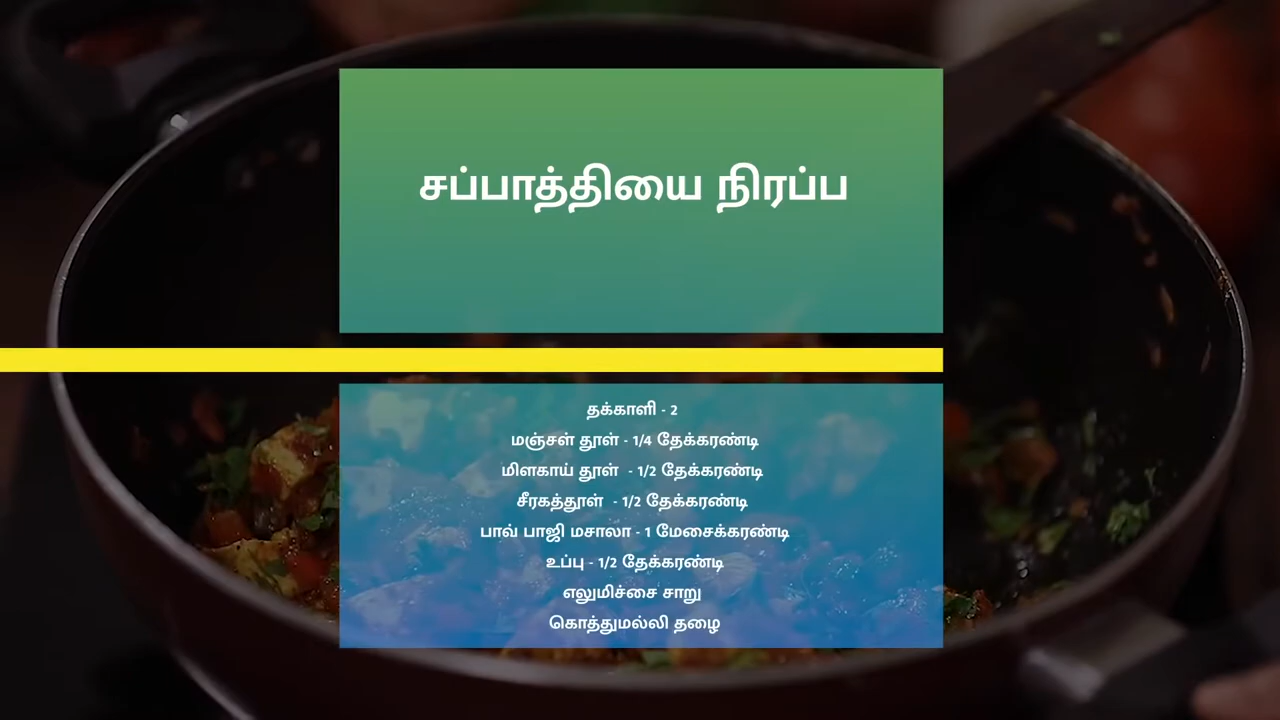 சப்பாத்தியை நிரப்ப
தக்காளி - 2
மஞ்சள் தூள் - 1/4 தேக்கரண்டி
மிளகாய் தூள் - 1/2 தேக்கரண்டி
சீரகத்தூள் - 1/2 தேக்கரண்டி
பாவ் பாஜி மசாலா - 1 மேசைக்கரண்டி
உப்பு - 1/2 தேக்கரண்டி
எலுமிச்சை சாறு
கொத்துமல்லி தழை